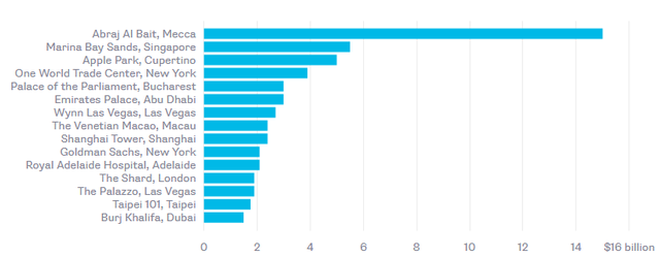 Abraj Al Bait, Mecca
Marina Bay Sands, Singapore
Apple Park, Cupertino
One World Trade Center, New York
Palace of the Parliament, Bucharest
Emirates Palace, Abu Dhabi
Wynn Las Vegas, Las Vegas
The Venetian Macao, Macau
Shanghai Tower, Shanghai
Goldman Sachs, New York
Royal Adelaide Hospital, Adelaide
The Shard, London
The Palazzo, Las Vegas
Taipei 101, Taipei
Burj Khalifa, Dubai
0 2 4 6 8 10 12 14 $16 billion